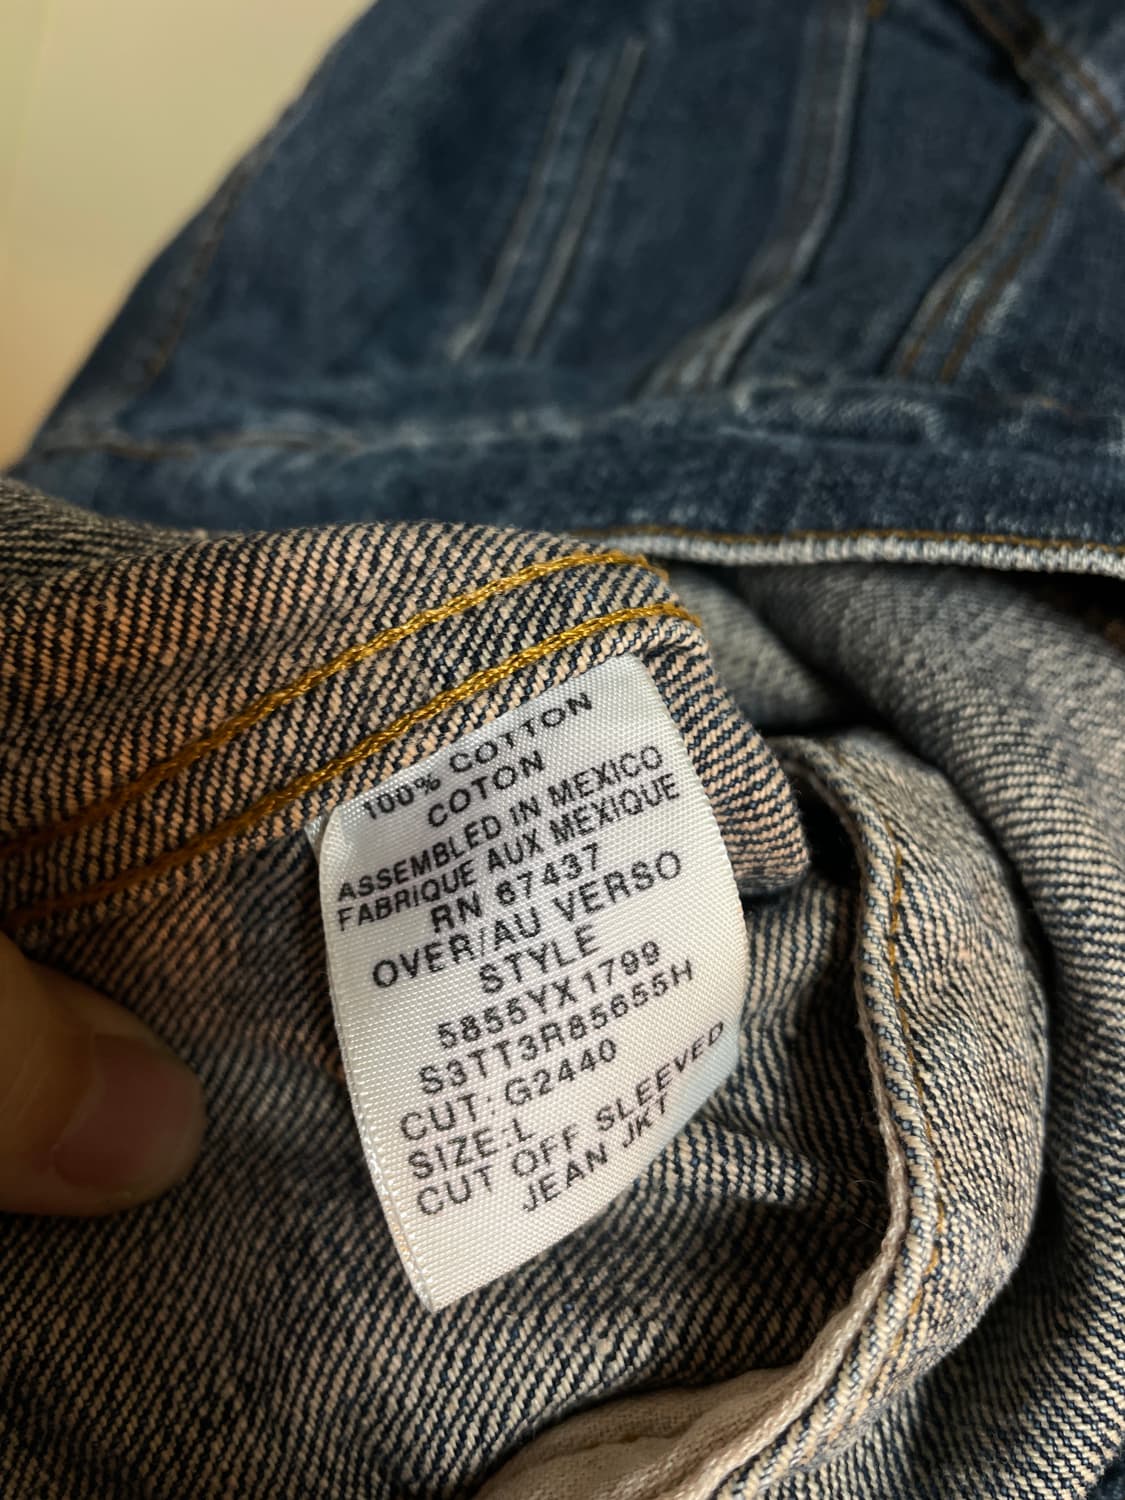 100% COTTON
COTON
ASSEMBLED IN MEXICO
FABRIQUE AUX MEXIQUE
RN 67437
OVER/AU VERSO
STYLE
5855YX1799
S3TT3R85655H
CUT: G2440
SIZE:L
CUT OFF SLEEVED
JEAN JKT